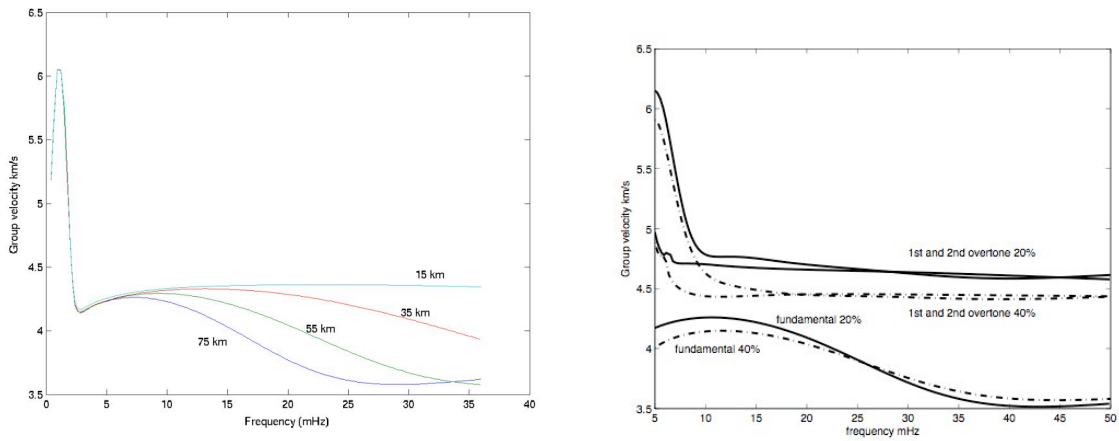 6.5
6
5.5
5
4.5
4
3.5
Group velocity km/s
15 km
35 km
55 km
75 km
0 5 10 15 20 25 30 35 40
Frequency (mHz)
6.5
6
5.5
5
4.5
4
3.5
Group velocity km/s
1st and 2nd overtone 20%
1st and 2nd overtone 40%
fundamental 20%
fundamental 40%
5 10 15 20 25 30 35 40 45 50
frequency mHz